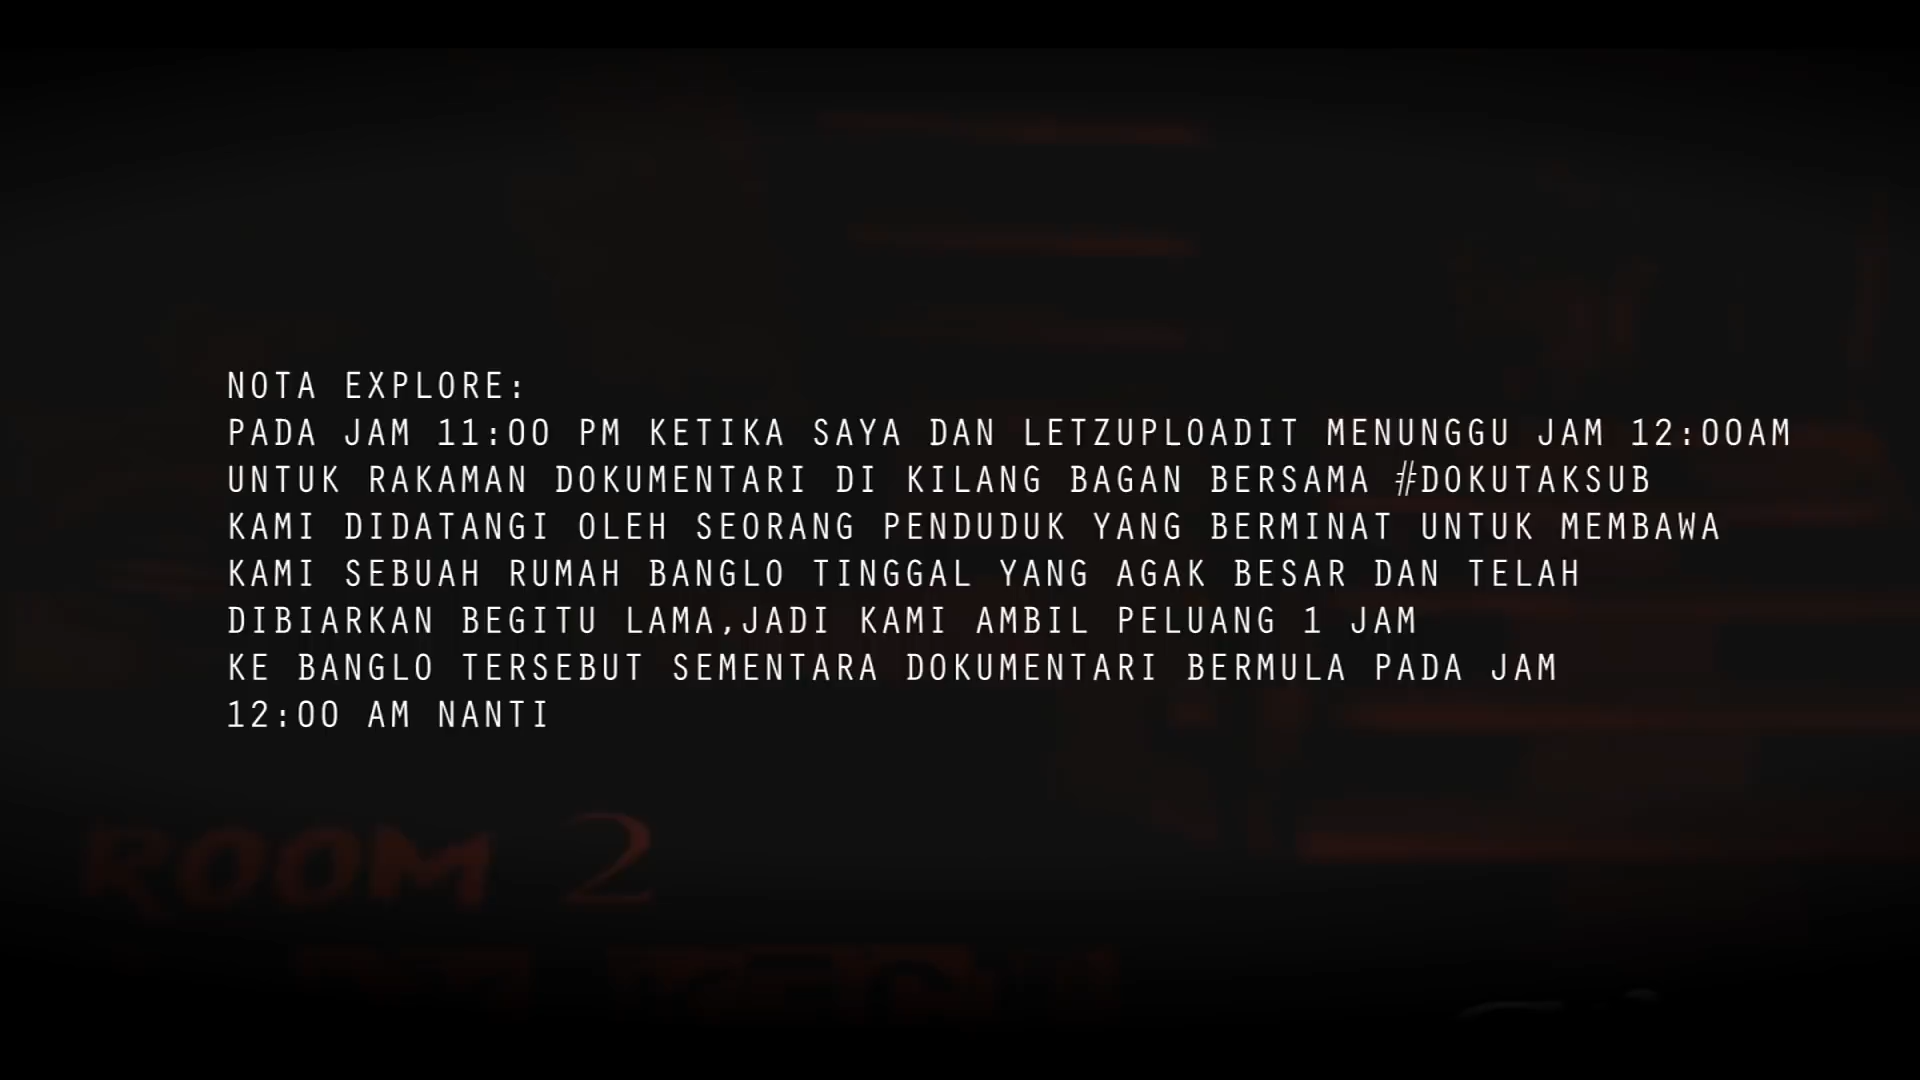 NOTA EXPLORE:
PADA JAM 11:00 PM KETIKA SAYA DAN LETZUPLOADIT MENUNGGU JAM 12:00AM
UNTUK RAKAMAN DOKUMENTARI DI KILANG BAGAN BERSAMA #DOKUTAKSUB
KAMI DIDATANGI OLEH SEORANG PENDUDUK YANG BERMINAT UNTUK MEMBAWA
KAMI SEBUAH RUMAH BANGLO TINGGAL YANG AGAK BESAR DAN TELAH
DIBIARKAN BEGITU LAMA,JADI KAMI AMBIL PELUANG 1 JAM
KE BANGLO TERSEBUT SEMENTARA DOKUMENTARI BERMULA PADA JAM
12:00 AM NANTI
ROOM 2